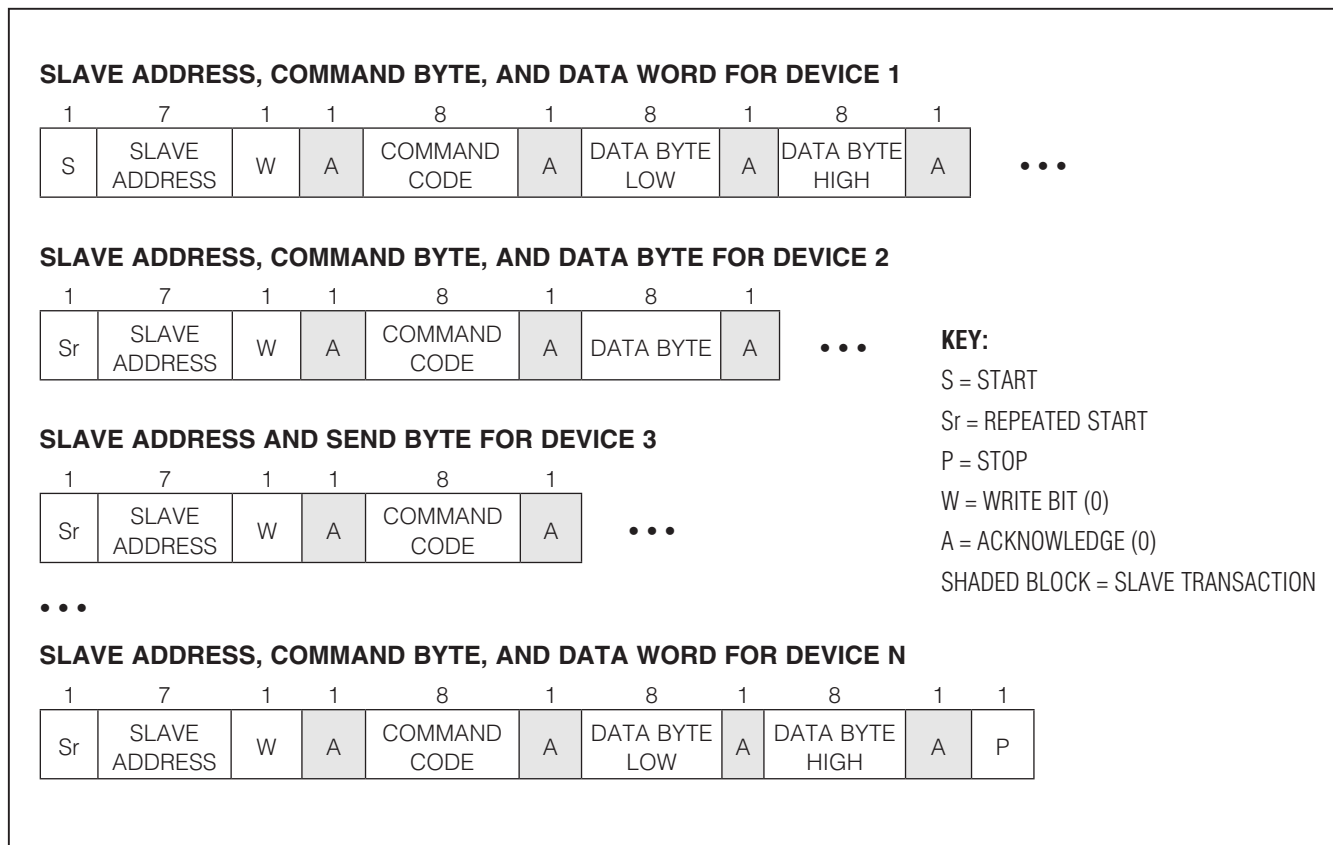 SLAVE ADDRESS, COMMAND BYTE, AND DATA WORD FOR DEVICE 1
1 7 1 1 8 1 8 1 8 1
S SLAVE ADDRESS W A COMMAND CODE A DATA BYTE LOW A DATA BYTE HIGH A •••
SLAVE ADDRESS, COMMAND BYTE, AND DATA BYTE FOR DEVICE 2
1 7 1 1 8 1 8 1
Sr SLAVE ADDRESS W A COMMAND CODE A DATA BYTE A •••
SLAVE ADDRESS AND SEND BYTE FOR DEVICE 3
1 7 1 1 8 1
Sr SLAVE ADDRESS W A COMMAND CODE A •••
•••
SLAVE ADDRESS, COMMAND BYTE, AND DATA WORD FOR DEVICE N
1 7 1 1 8 1 8 1 8 1 1
Sr SLAVE ADDRESS W A COMMAND CODE A DATA BYTE LOW A DATA BYTE HIGH A P
KEY:
S = START
Sr = REPEATED START
P = STOP
W = WRITE BIT (0)
A = ACKNOWLEDGE (0)
SHADED BLOCK = SLAVE TRANSACTION